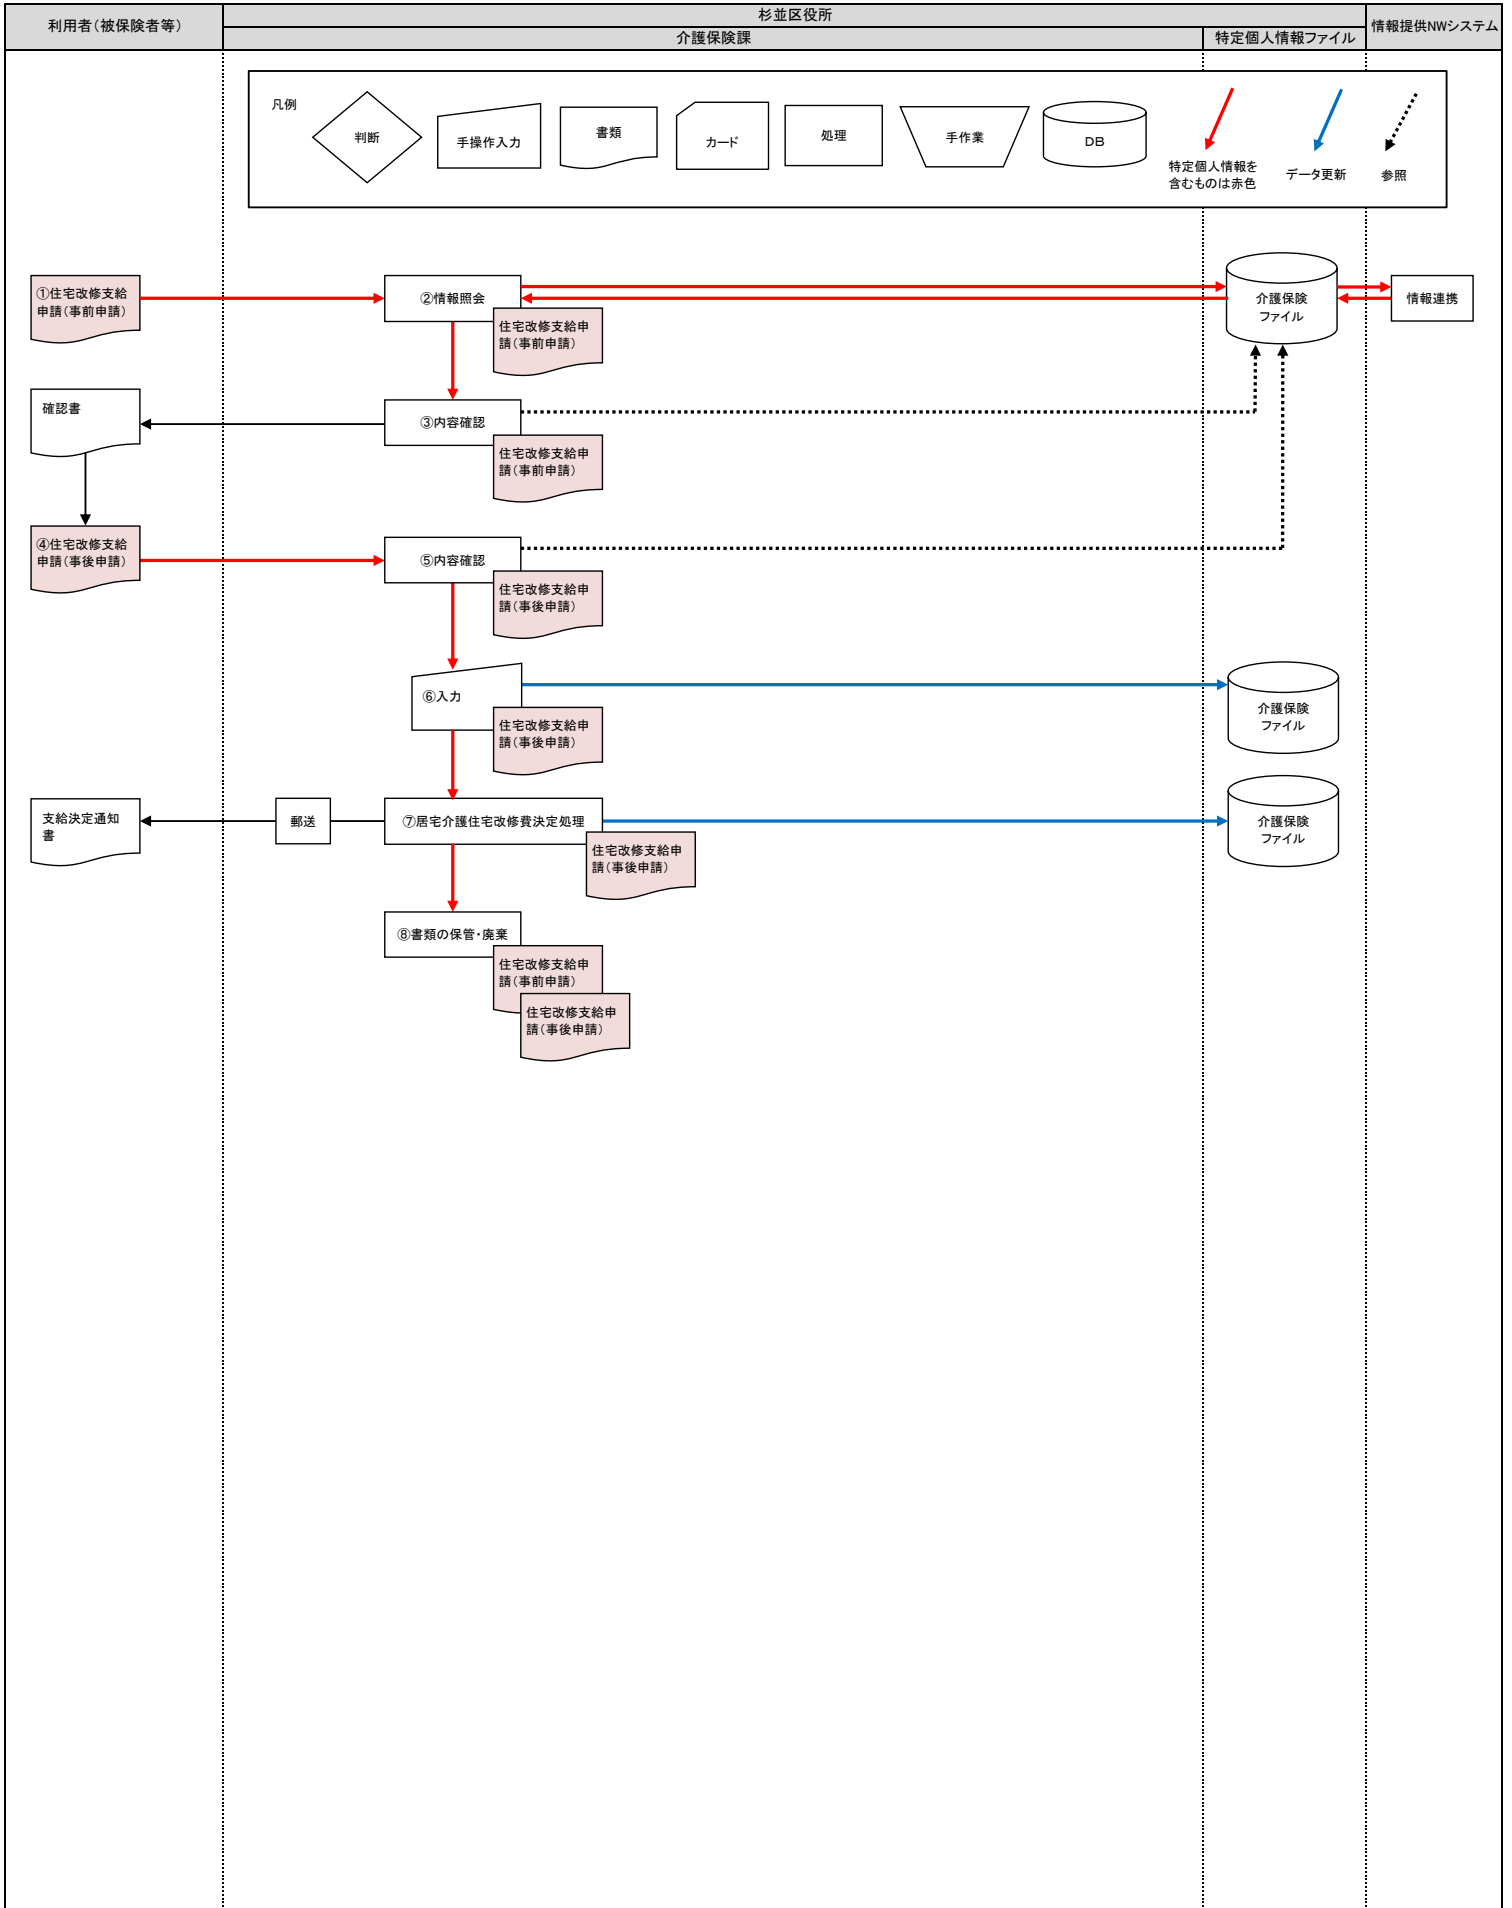 利用者(被保険者等)
杉並区役所
介護保険課
特定個人情報ファイル
情報提供NWシステム
凡例
判断
手操作入力
書類
カード
処理
手作業
DB
特定個人情報を
含むものは赤色
データ更新
参照
①住宅改修支給
申請(事前申請)
②情報照会
住宅改修支給申
請(事前申請)
介護保険
ファイル
情報連携
確認書
③内容確認
住宅改修支給申
請(事前申請)
④住宅改修支給
申請(事後申請)
⑤内容確認
住宅改修支給申
請(事後申請)
⑥入力
住宅改修支給申
請(事後申請)
介護保険
ファイル
支給決定通知
書
郵送
⑦居宅介護住宅改修費決定処理
住宅改修支給申
請(事後申請)
介護保険
ファイル
⑧書類の保管・廃棄
住宅改修支給申
請(事前申請)
住宅改修支給申
請(事後申請)